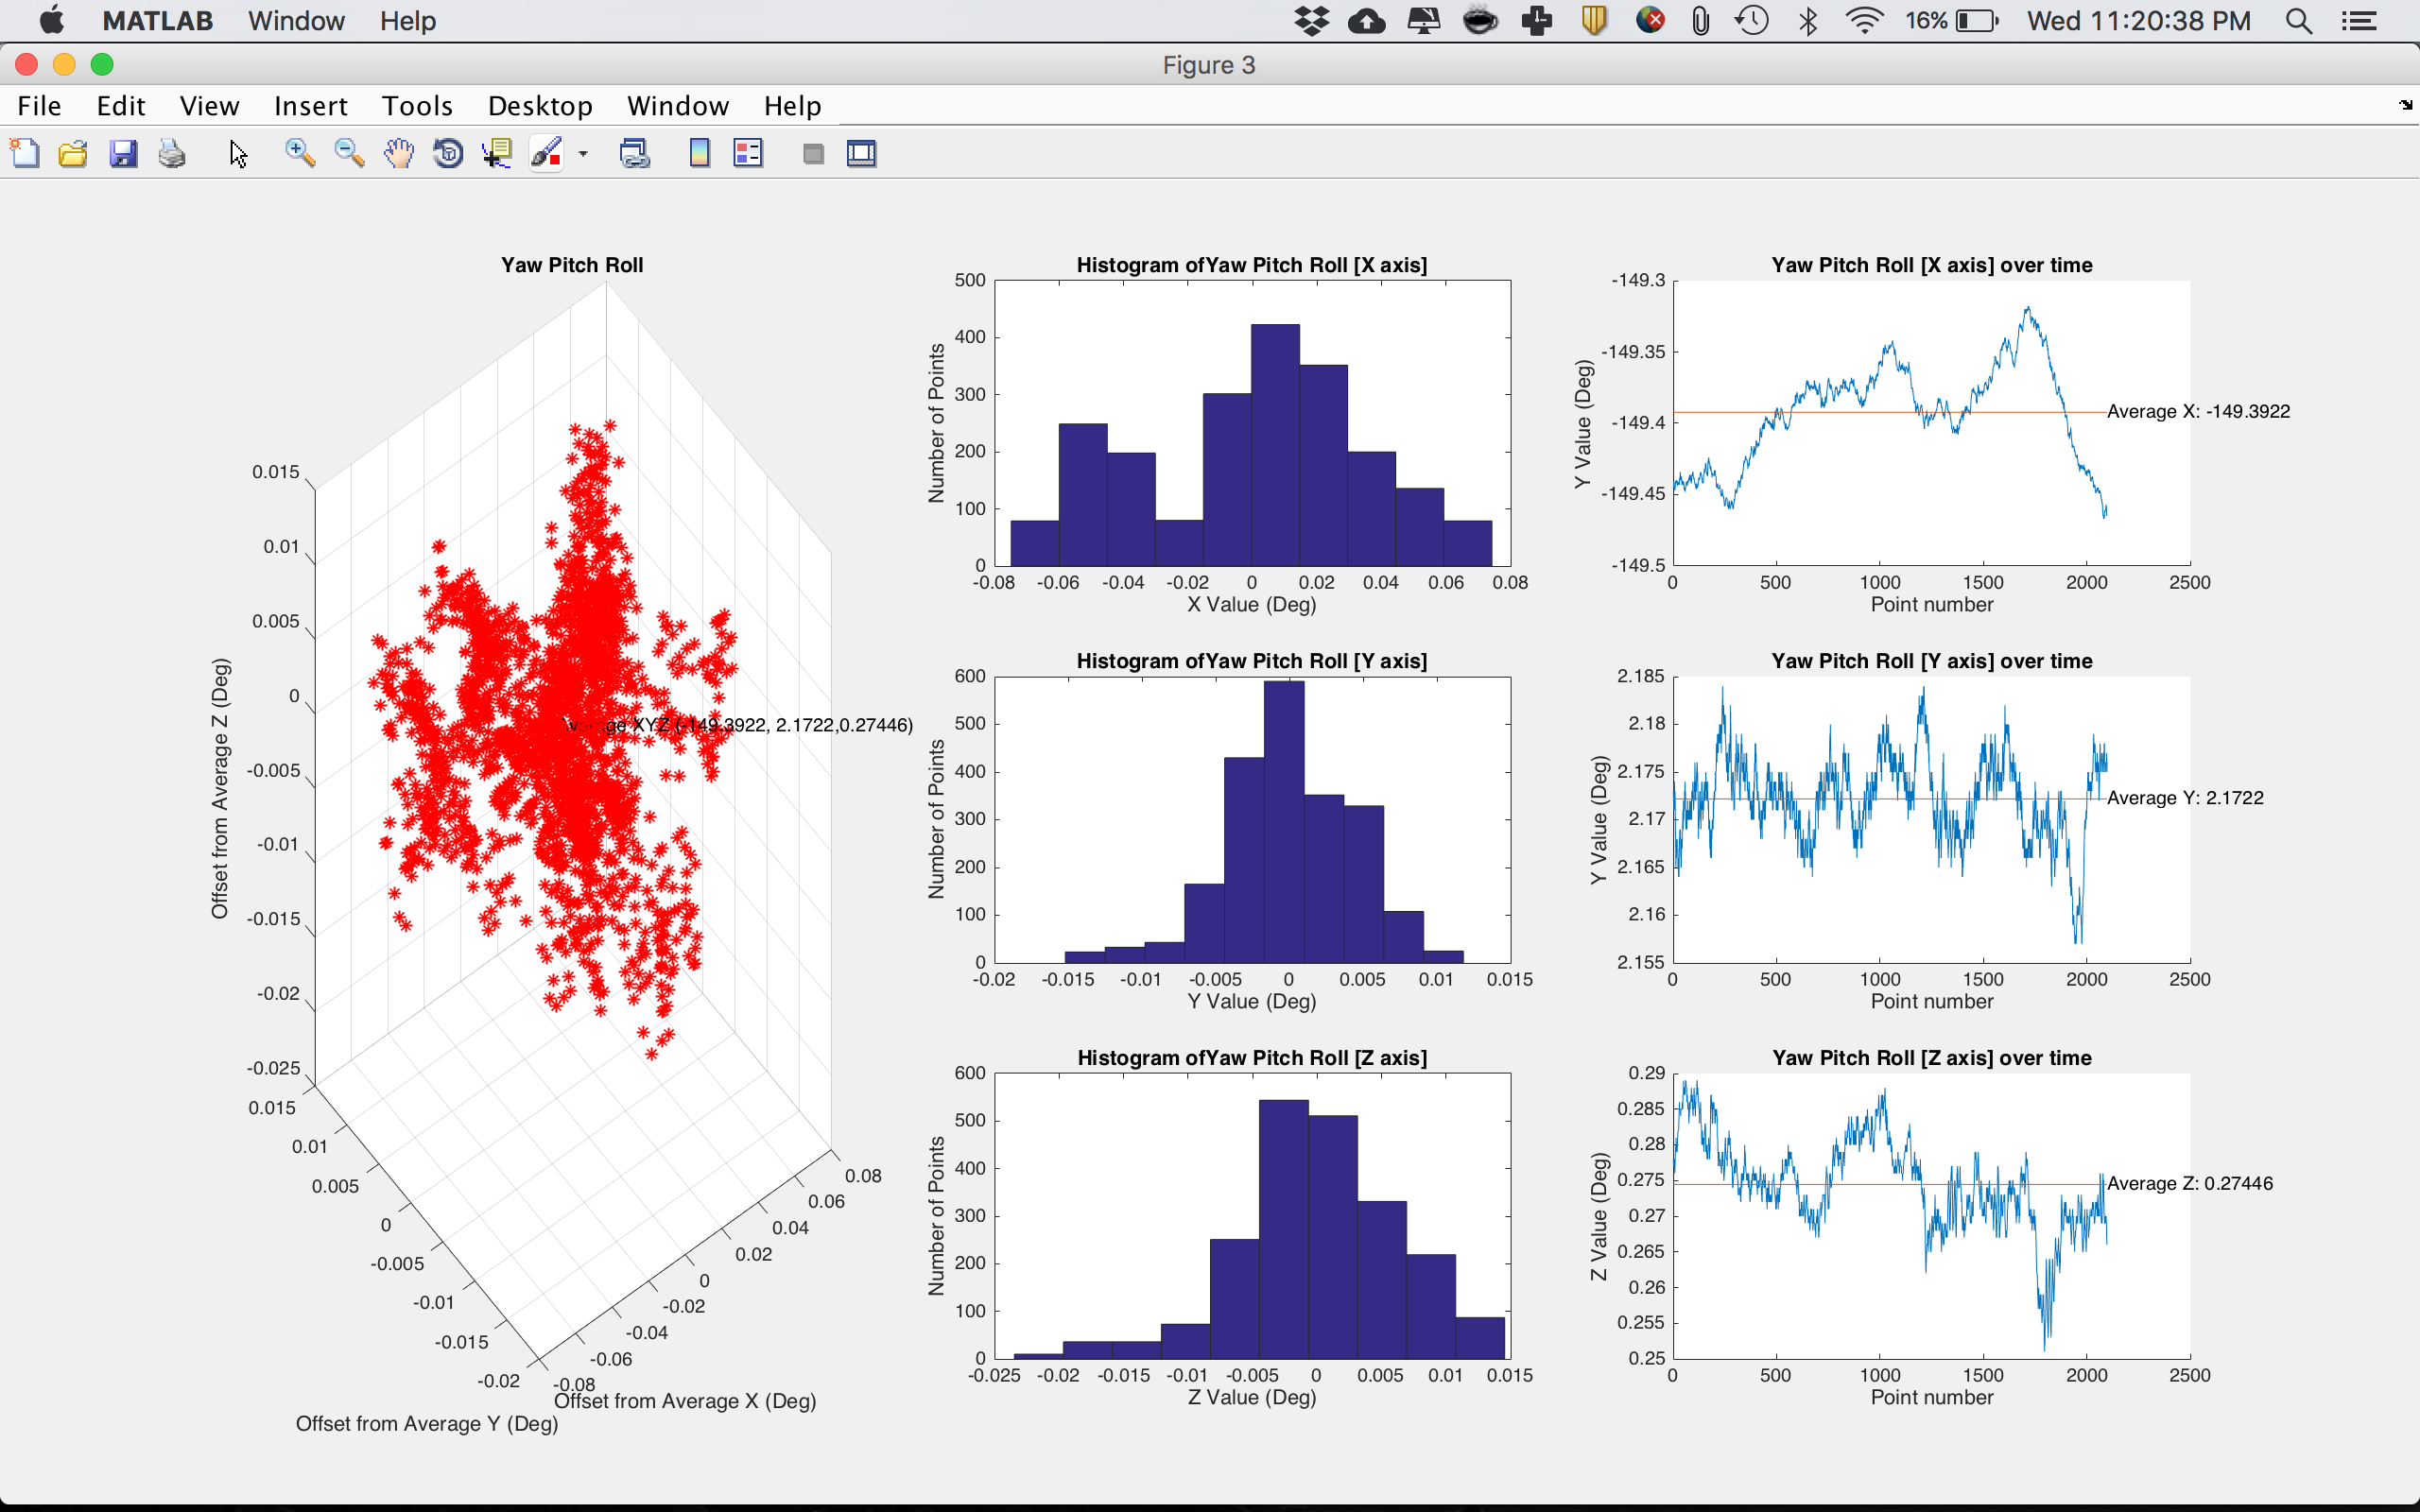 MATLAB Window Help 16% Wed 11:20:38 PM
Figure 3
File Edit View Insert Tools Desktop Window Help
Yaw Pitch Roll
0.015
0.01
0.005
0
-0.005
-0.01
-0.015
-0.02
-0.025
Offset from Average Z (Deg)
XYZ (-149.3922, 2.1722,0.27446)
0.015
0.01
0.005
0
-0.005
-0.01
-0.015
-0.02
Offset from Average Y (Deg)
0.08
0.06
0.04
0.02
0
-0.02
-0.04
-0.06
-0.08
Offset from Average X (Deg)
Histogram ofYaw Pitch Roll [X axis]
500
400
300
200
100
0
Number of Points
-0.08 -0.06 -0.04 -0.02 0 0.02 0.04 0.06 0.08
X Value (Deg)
Yaw Pitch Roll [X axis] over time
-149.3
-149.35
-149.4
-149.45
-149.5
Y Value (Deg)
Average X: -149.3922
0 500 1000 1500 2000 2500
Point number
Histogram ofYaw Pitch Roll [Y axis]
600
500
400
300
200
100
0
Number of Points
-0.02 -0.015 -0.01 -0.005 0 0.005 0.01 0.015
Y Value (Deg)
Yaw Pitch Roll [Y axis] over time
2.185
2.18
2.175
2.17
2.165
2.16
2.155
Y Value (Deg)
Average Y: 2.1722
0 500 1000 1500 2000 2500
Point number
Histogram ofYaw Pitch Roll [Z axis]
600
500
400
300
200
100
0
Number of Points
-0.025 -0.02 -0.015 -0.01 -0.005 0 0.005 0.01 0.015
Z Value (Deg)
Yaw Pitch Roll [Z axis] over time
0.29
0.285
0.28
0.275
0.27
0.265
0.26
0.255
0.25
Z Value (Deg)
Average Z: 0.27446
0 500 1000 1500 2000 2500
Point number